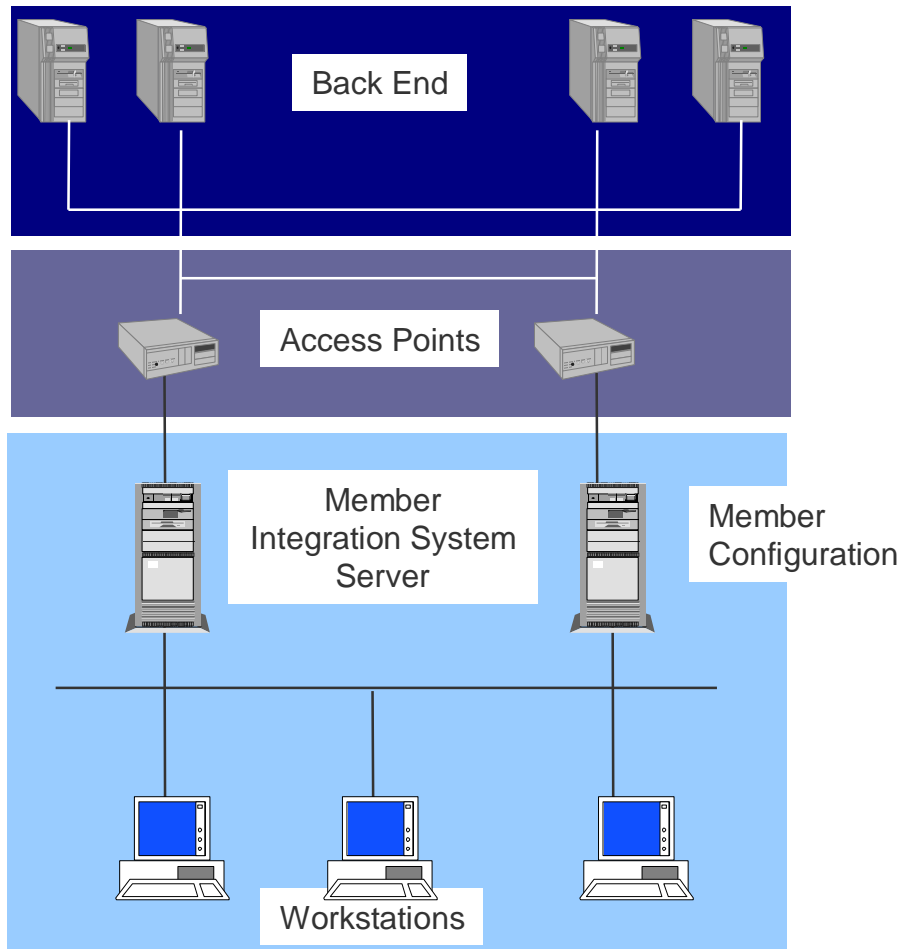 Back End
Access Points
Member
Integration System
Server
Member
Configuration
Workstations